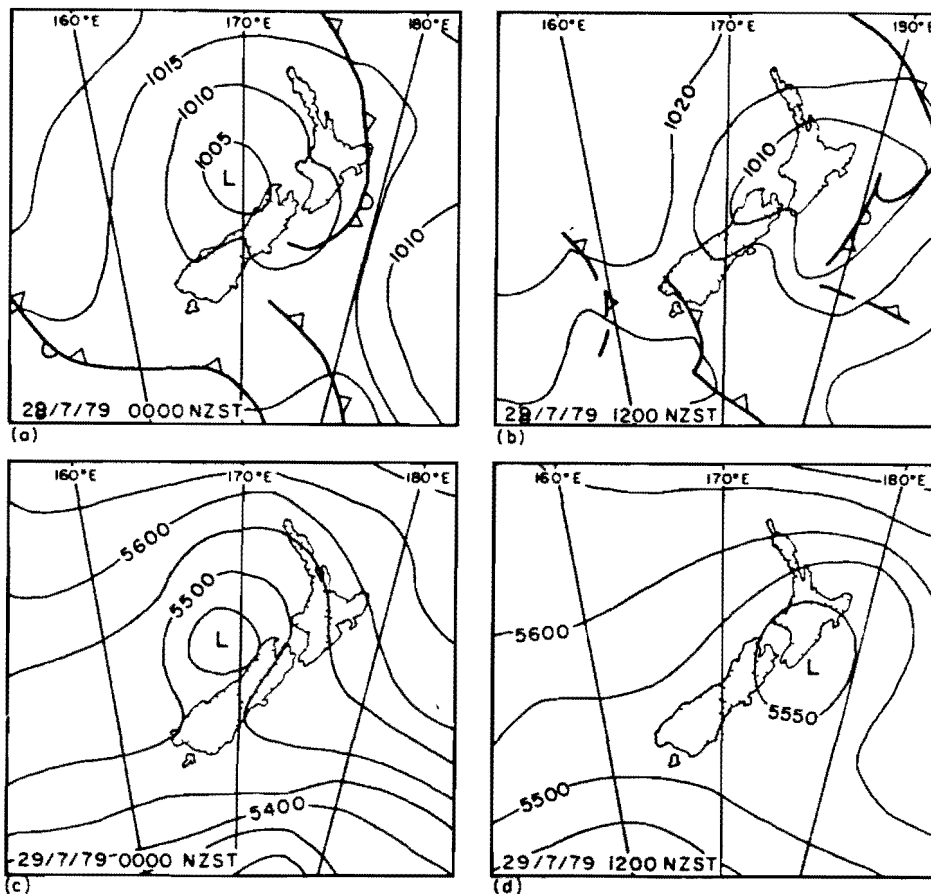 160°E 170°E 180°E
1015
1010
1005
L
1010
28/7/79 0000 NZST
(a)
160°E 170°E 180°E
1020
1010
28/7/79 1200 NZST
(b)
160°E 170°E 180°E
5600
5500
L
5400
29/7/79 0000 NZST
(c)
160°E 170°E 180°E
5600
L
5550
5500
29/7/79 1200 NZST
(d)